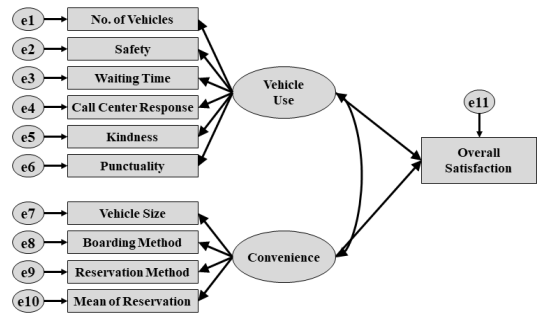 e1 No. of Vehicles
e2 Safety
e3 Waiting Time
e4 Call Center Response
e5 Kindness
e6 Punctuality
Vehicle
Use
e11
Overall
Satisfaction
e7 Vehicle Size
e8 Boarding Method
e9 Reservation Method
e10 Mean of Reservation
Convenience